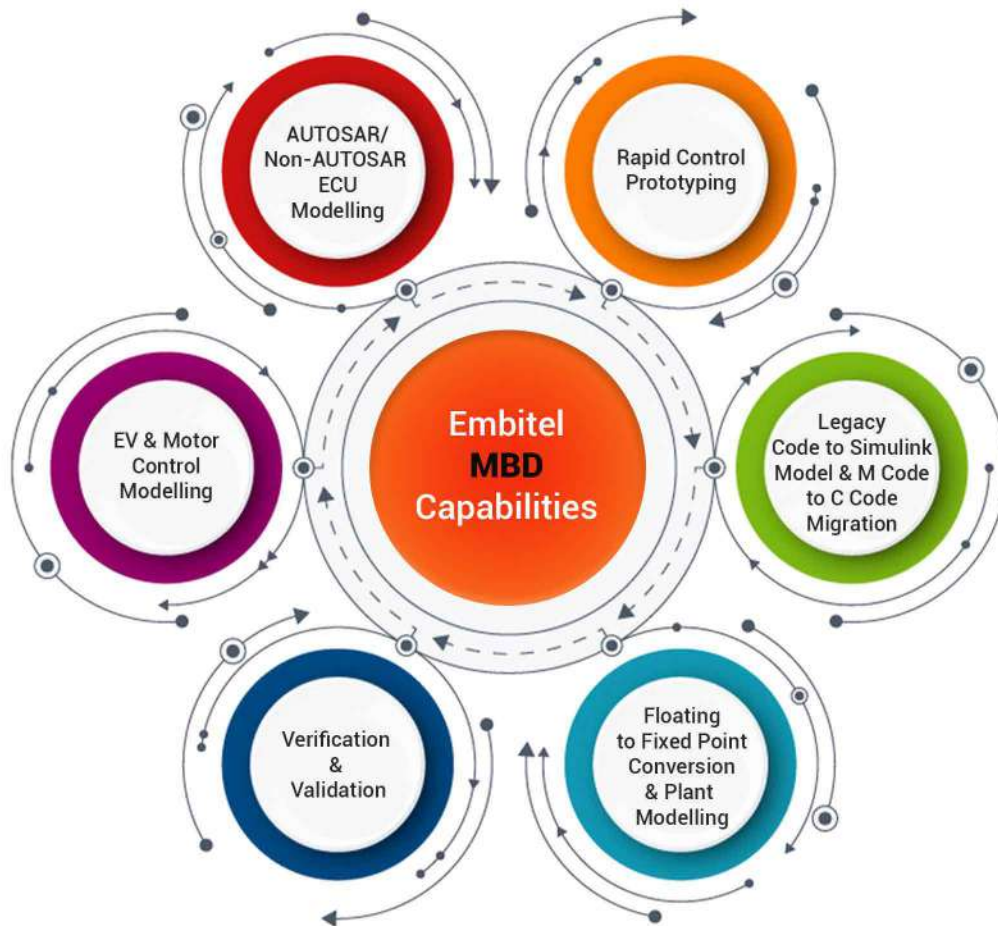 AUTOSAR/
Non-AUTOSAR
ECU
Modelling
Rapid Control
Prototyping
EV & Motor
Control
Modelling
Embitel
MBD
Capabilities
Legacy
Code to Simulink
Model & M Code
to C Code
Migration
Verification
&
Validation
Floating
to Fixed Point
Conversion
& Plant
Modelling